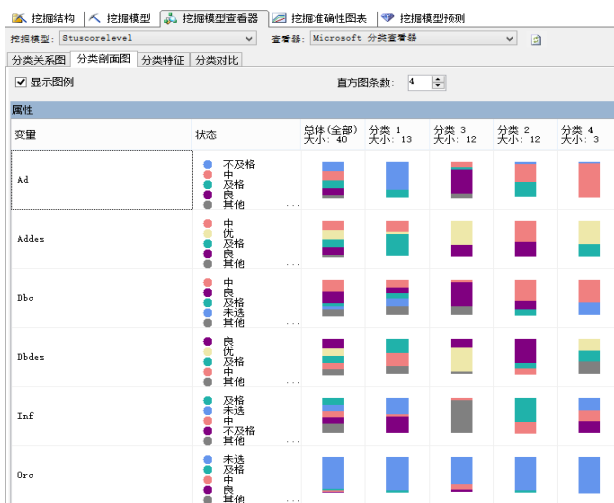 挖掘结构 挖掘模型 挖掘模型查看器 挖掘准确性图表 挖掘模型预测
挖掘模型: Stuscorelevel 查看器: Microsoft 分类查看器
分类关系图 分类剖面图 分类特征 分类对比
显示图例 直方图条数: 4
属性
变量 状态 总体(全部) 分类 1 分类 3 分类 2 分类 4
大小: 40 大小: 13 大小: 12 大小: 12 大小: 3
Ad
不及格
中
及格
良
其他 ...
Addes
中
优
及格
良
其他 ...
Dbc
中
良
及格
未选
其他 ...
Dbdes
良
优
及格
中
其他 ...
Inf
及格
未选
中
不及格
其他 ...
Orc
未选
及格
中
良
其他 ...